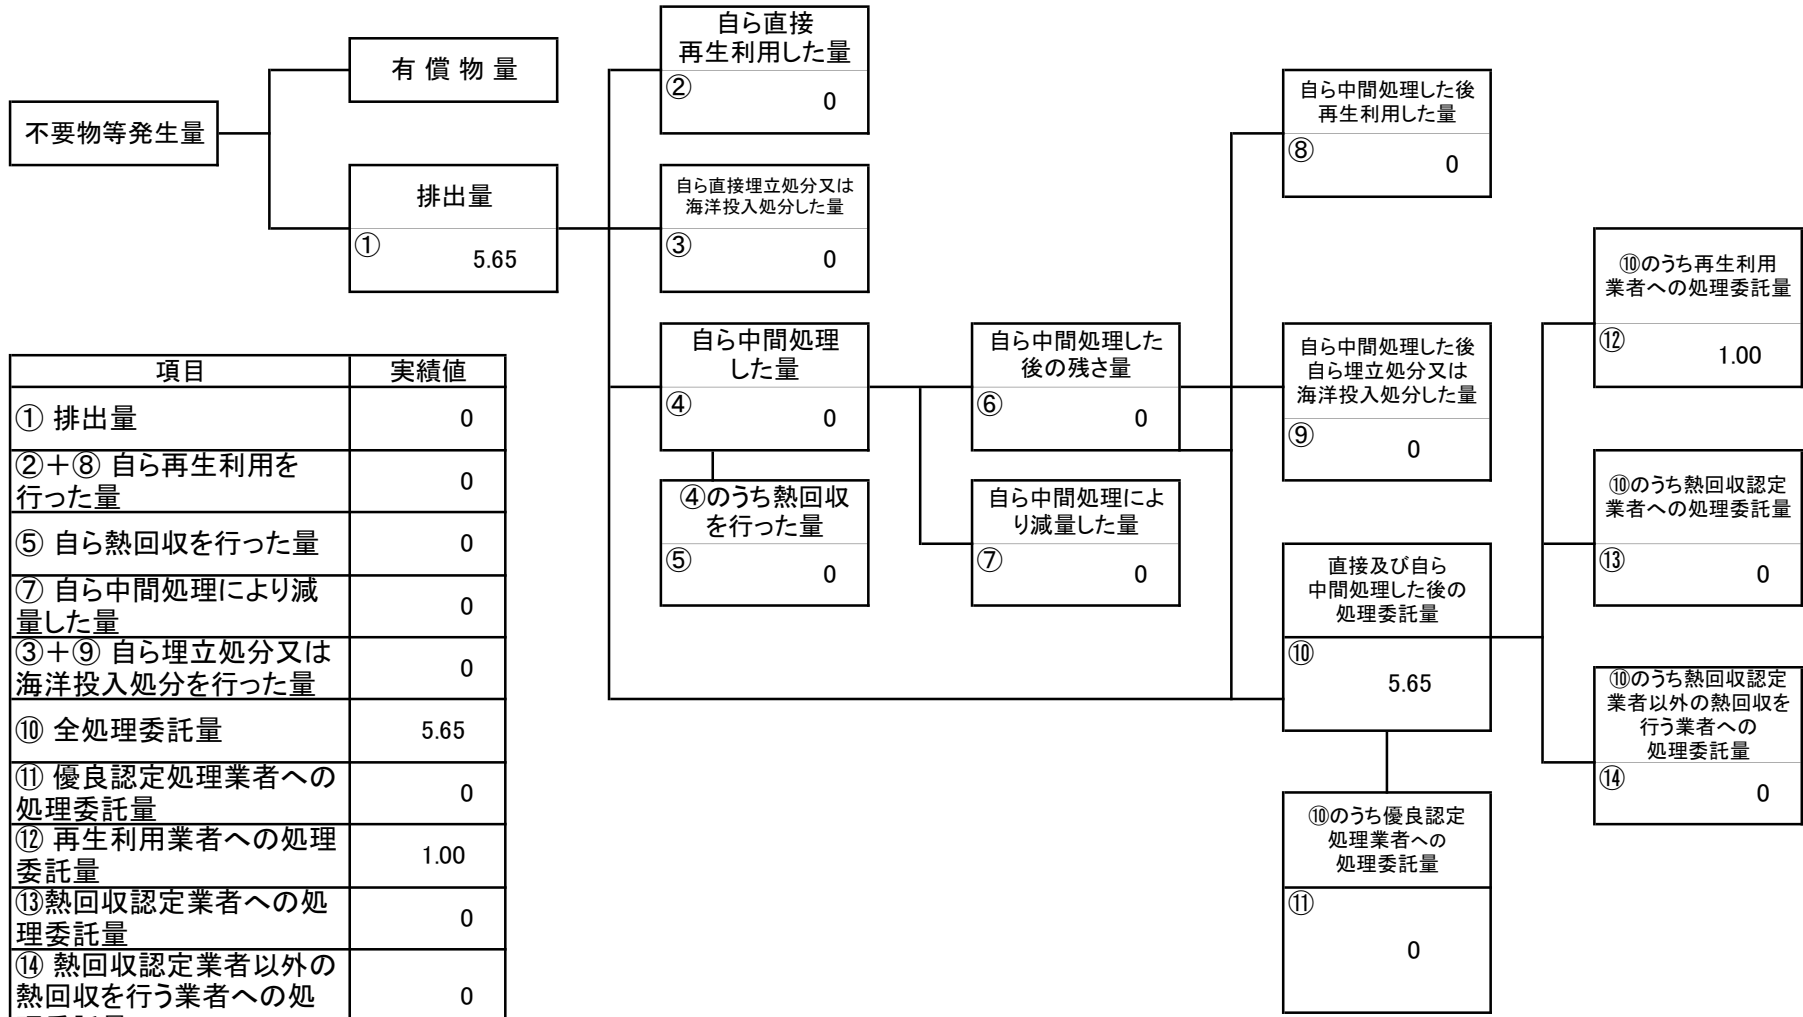 自ら直接
再生利用した量
②
0
有 償 物 量
不要物等発生量
自ら中間処理した後
再生利用した量
⑧
0
排出量
①
5.65
自ら直接埋立処分又は
海洋投入処分した量
③
0
⑩のうち再生利用
業者への処理委託量
⑫
1.00
自ら中間処理
した量
④
0
自ら中間処理した
後の残さ量
⑥
0
自ら中間処理した後
自ら埋立処分又は
海洋投入処分した量
⑨
0
④のうち熱回収
を行った量
⑤
0
自ら中間処理によ
り減量した量
⑦
0
⑩のうち熱回収認定
業者への処理委託量
⑬
0
直接及び自ら
中間処理した後の
処理委託量
⑩
5.65
⑩のうち熱回収認定
業者以外の熱回収を
行う業者への
処理委託量
⑭
0
⑩のうち優良認定
処理業者への
処理委託量
⑪
0
項目 実績値
① 排出量 0
②＋⑧ 自ら再生利用を
行った量 0
⑤ 自ら熱回収を行った量 0
⑦ 自ら中間処理により減
量した量 0
③＋⑨ 自ら埋立処分又は
海洋投入処分を行った量 0
⑩ 全処理委託量 5.65
⑪ 優良認定処理業者への
処理委託量 0
⑫ 再生利用業者への処理
委託量 1.00
⑬熱回収認定業者への処
理委託量 0
⑭ 熱回収認定業者以外の
熱回収を行う業者への処 0